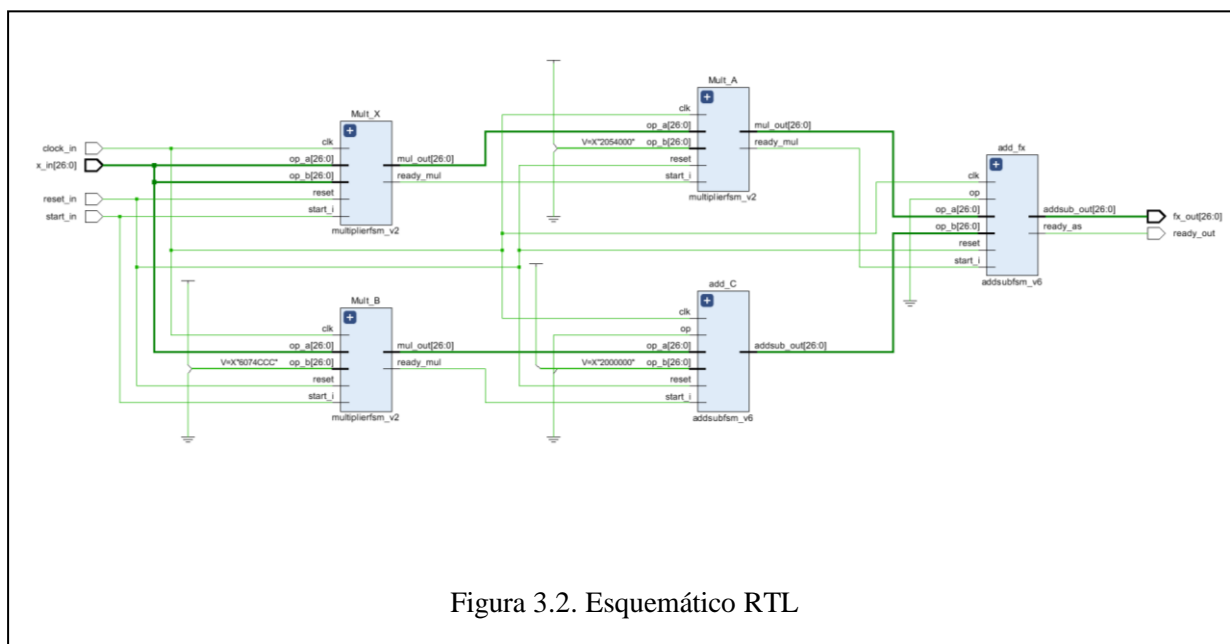 Mult_X
clk
op_a[26:0]
op_b[26:0]
reset
start_i
mul_out[26:0]
ready_mul
multiplierfsm_v2
clock_in
x_in[26:0]
reset_in
start_in
Mult_A
clk
op_a[26:0]
V=X"2054000" op_b[26:0]
reset
start_i
mul_out[26:0]
ready_mul
multiplierfsm_v2
add_fx
clk
op
op_a[26:0]
op_b[26:0]
reset
start_i
addsub_out[26:0]
ready_as
addsubfsm_v6
fx_out[26:0]
ready_out
Mult_B
clk
op_a[26:0]
V=X"6074CCC" op_b[26:0]
reset
start_i
mul_out[26:0]
ready_mul
multiplierfsm_v2
add_C
clk
op
op_a[26:0]
V=X"2000000" op_b[26:0]
reset
start_i
addsub_out[26:0]
addsubfsm_v6
Figura 3.2. Esquemático RTL